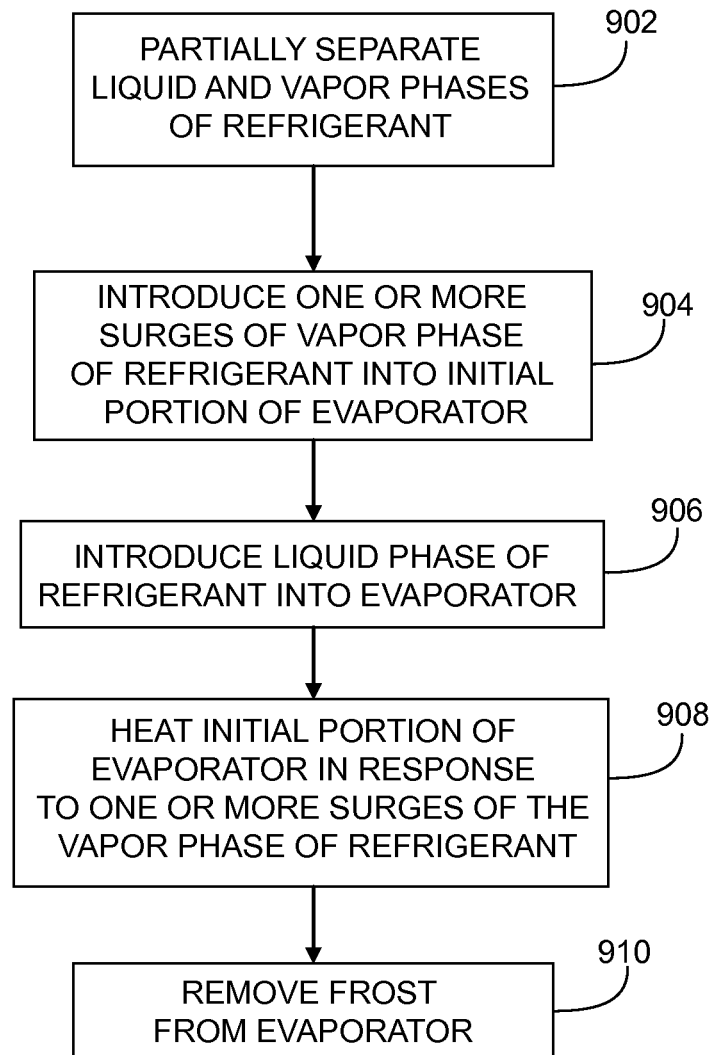 902
PARTIALLY SEPARATE
LIQUID AND VAPOR PHASES
OF REFRIGERANT
904
INTRODUCE ONE OR MORE
SURGES OF VAPOR PHASE
OF REFRIGERANT INTO INITIAL
PORTION OF EVAPORATOR
906
INTRODUCE LIQUID PHASE OF
REFRIGERANT INTO EVAPORATOR
908
HEAT INITIAL PORTION OF
EVAPORATOR IN RESPONSE
TO ONE OR MORE SURGES OF THE
VAPOR PHASE OF REFRIGERANT
910
REMOVE FROST
FROM EVAPORATOR